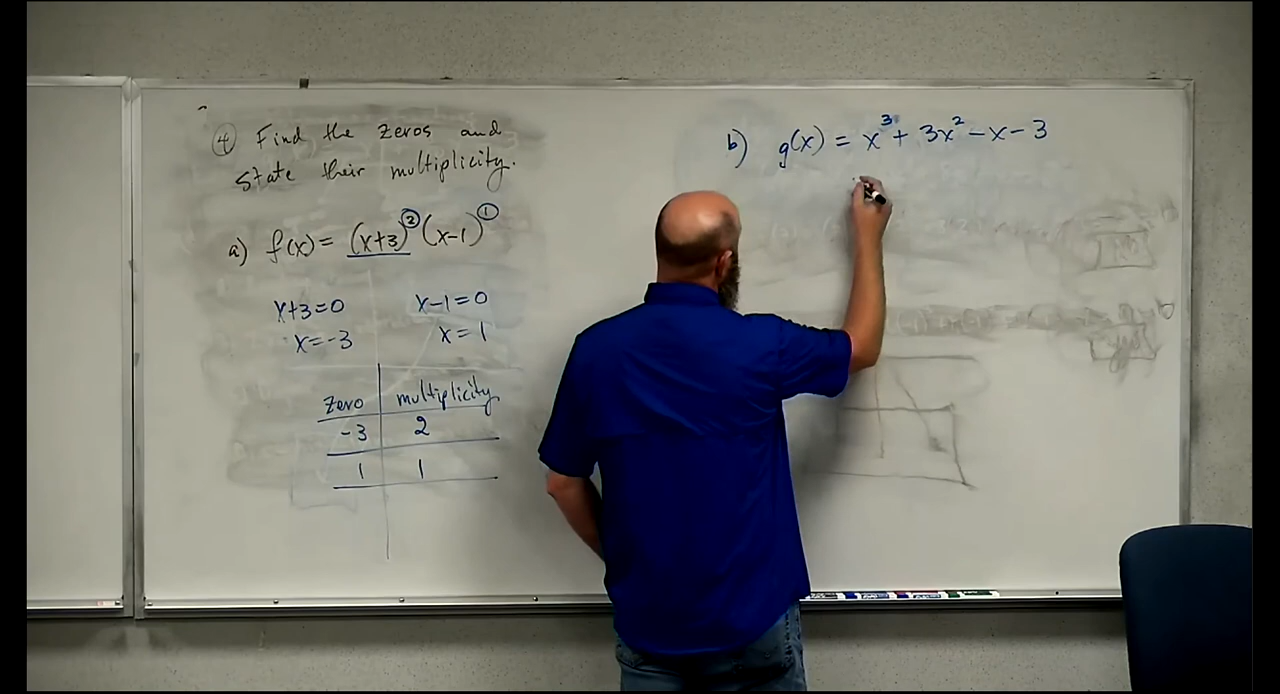 ④ Find the zeros and
state their multiplicity.
a) f(x) = (x+3)² (x-1)¹
x+3=0 x-1=0
x=-3 x=1
zero multiplicity
-3 2
1 1
b) g(x) = x³ + 3x² - x - 3